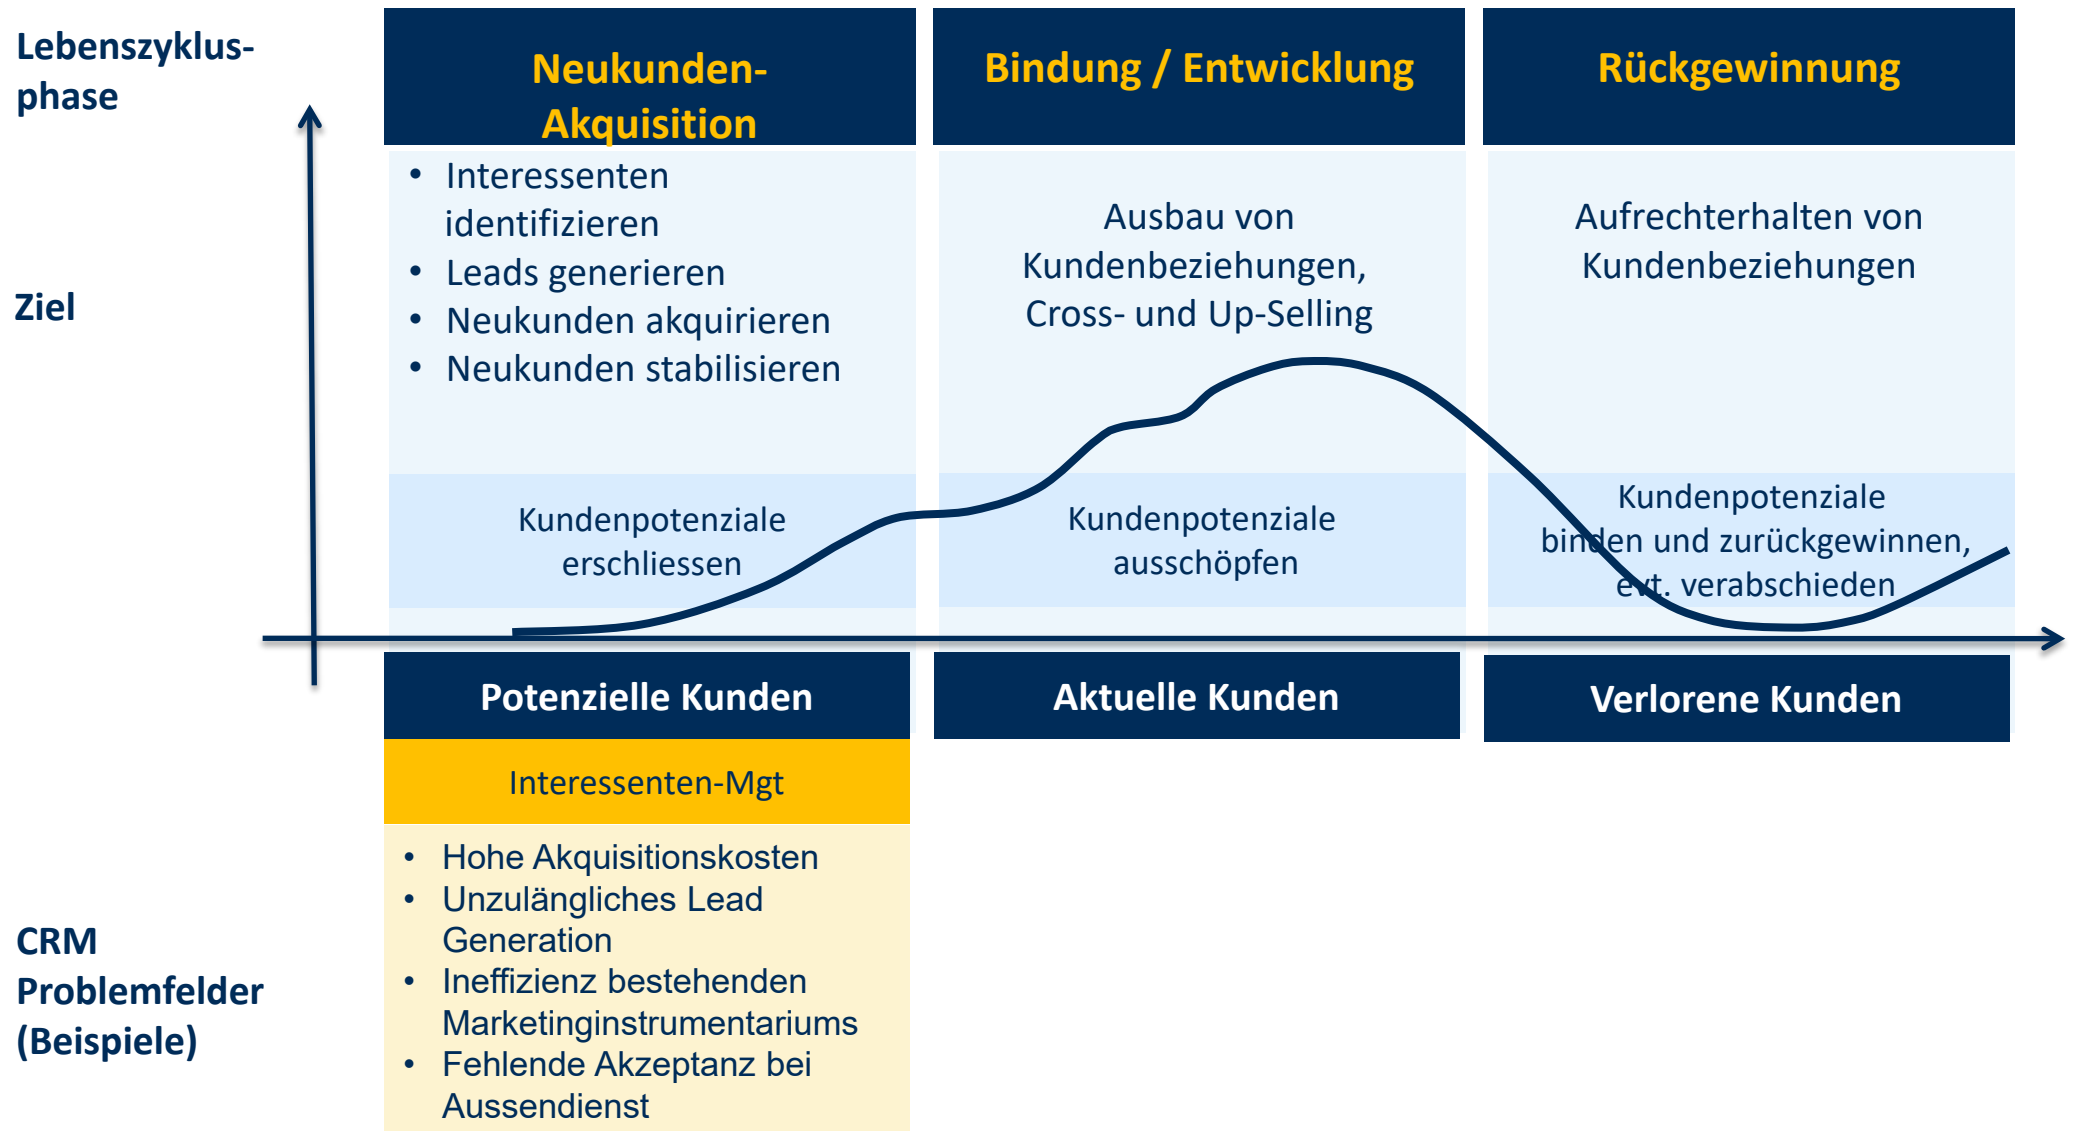 Lebenszyklus-
phase
Neukunden-
Akquisition
Bindung / Entwicklung
Rückgewinnung
Ziel
• Interessenten
identifizieren
• Leads generieren
• Neukunden akquirieren
• Neukunden stabilisieren
Ausbau von
Kundenbeziehungen,
Cross- und Up-Selling
Aufrechterhalten von
Kundenbeziehungen
Kundenpotenziale
erschliessen
Kundenpotenziale
ausschöpfen
Kundenpotenziale
binden und zurückgewinnen,
evt. verabschieden
Potenzielle Kunden
Aktuelle Kunden
Verlorene Kunden
Interessenten-Mgt
CRM
Problemfelder
(Beispiele)
• Hohe Akquisitionskosten
• Unzulängliches Lead
Generation
• Ineffizienz bestehenden
Marketinginstrumentariums
• Fehlende Akzeptanz bei
Aussendienst